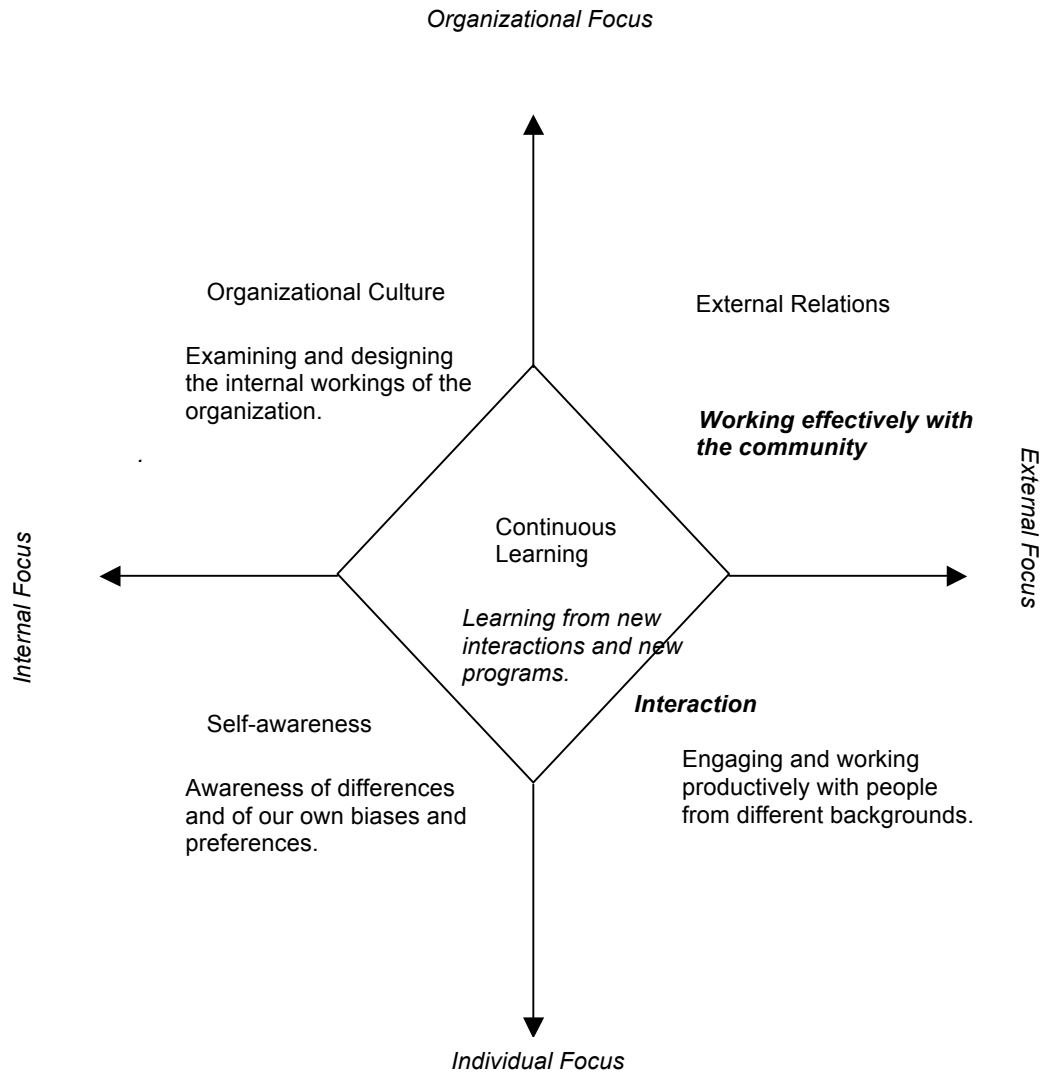 Organizational Focus
Organizational Culture
Examining and designing
the internal workings of the
organization.
.
External Relations
Working effectively with
the community
External Focus
Internal Focus
Continuous
Learning
Learning from new
interactions and new
programs.
Self-awareness
Awareness of differences
and of our own biases and
preferences.
Interaction
Engaging and working
productively with people
from different backgrounds.
Individual Focus